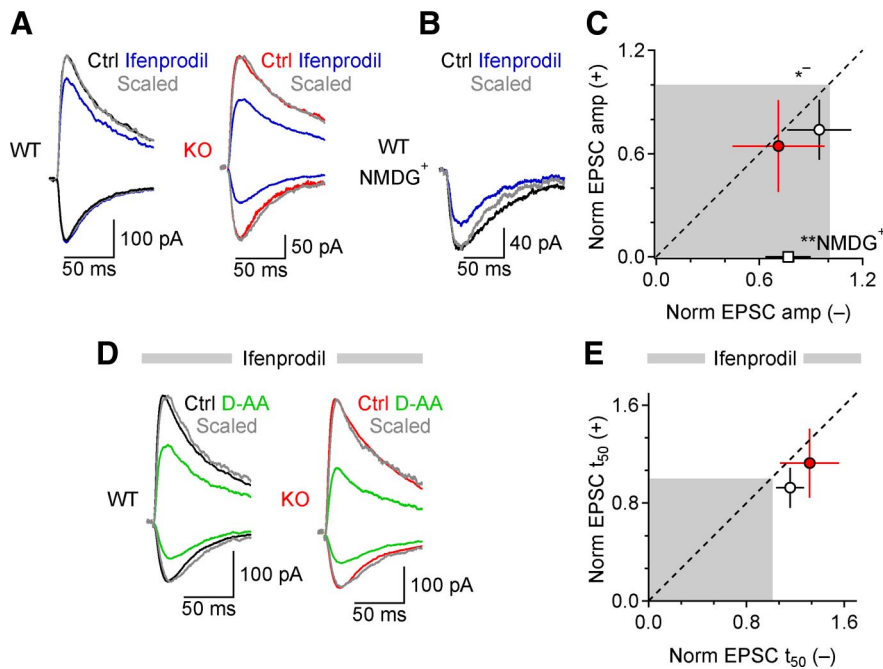 A
Ctrl Ifenprodil
Scaled
WT
100 pA
50 ms
Ctrl Ifenprodil
Scaled
KO
50 pA
50 ms
B
Ctrl Ifenprodil
Scaled
WT
NMDG+
40 pA
50 ms
C
Norm EPSC amp (+)
1.2
0.6
0.0
*–
**NMDG+
0.0 0.6 1.2
Norm EPSC amp (–)
D
Ifenprodil
Ctrl D-AA
Scaled
WT
100 pA
50 ms
Ctrl D-AA
Scaled
KO
100 pA
50 ms
E
Ifenprodil
Norm EPSC t50 (+)
1.6
0.8
0.0
0.0 0.8 1.6
Norm EPSC t50 (–)